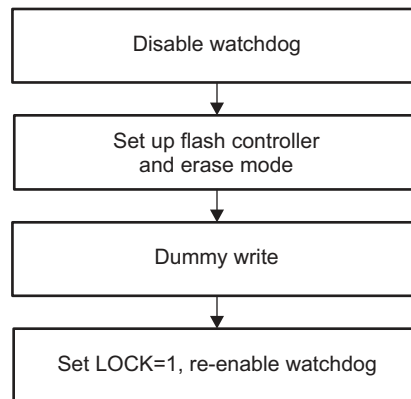 Disable watchdog
Set up flash controller
and erase mode
Dummy write
Set LOCK=1, re-enable watchdog